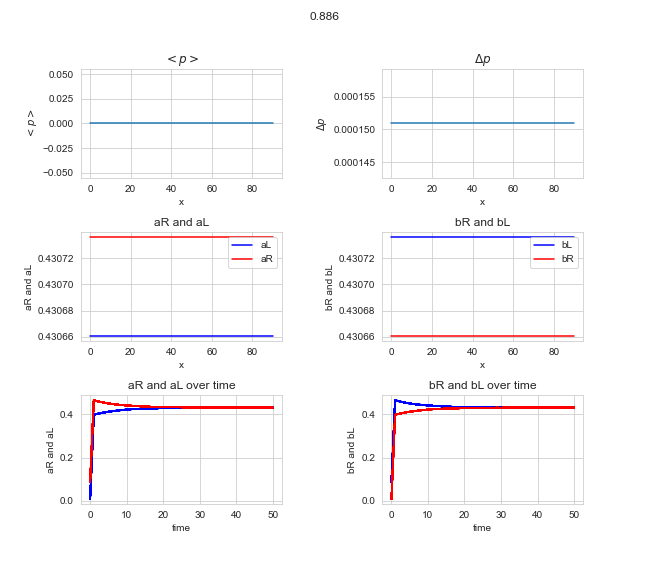 0.886
< p >
Δp
0.050
0.025
0.000
−0.025
−0.050
< p >
0 20 40 60 80
x
0.000155
0.000150
0.000145
Δp
0 20 40 60 80
x
aR and aL
bR and bL
0.43072
0.43070
0.43068
0.43066
aR and aL
aL
aR
0 20 40 60 80
x
0.43072
0.43070
0.43068
0.43066
bR and bL
bL
bR
0 20 40 60 80
x
aR and aL over time
bR and bL over time
0.4
0.2
0.0
aR and aL
0 10 20 30 40 50
time
0.4
0.2
0.0
bR and bL
0 10 20 30 40 50
time